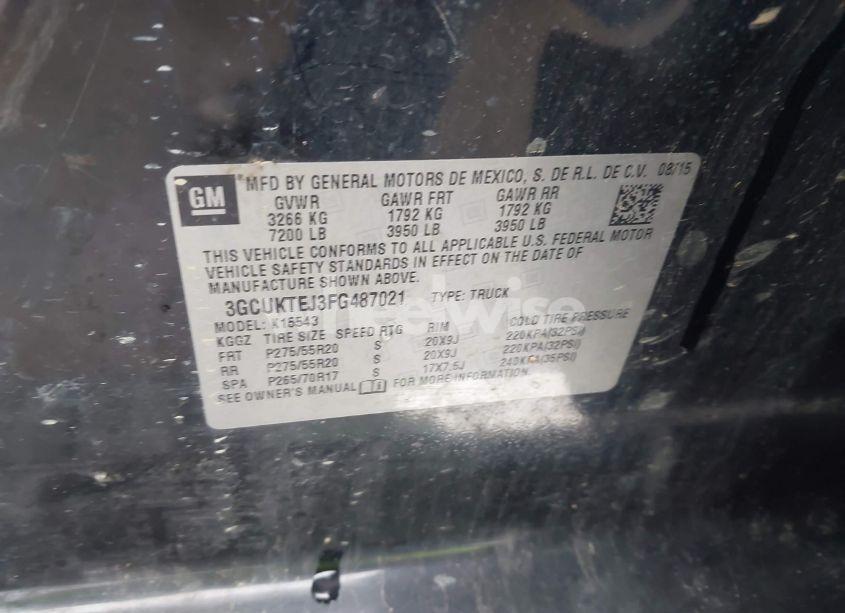 GM
MFD BY GENERAL MOTORS DE MEXICO, S. DE R.L. DE C.V. 08/15
GVWR GAWR FRT GAWR RR
3266 KG 1792 KG 1792 KG
7200 LB 3950 LB 3950 LB
THIS VEHICLE CONFORMS TO ALL APPLICABLE U.S. FEDERAL MOTOR
VEHICLE SAFETY STANDARDS IN EFFECT ON THE DATE OF
MANUFACTURE SHOWN ABOVE.
3GCUKTEJ3FG487021 TYPE: TRUCK
MODEL: K15543
KGGZ TIRE SIZE SPEED RTG RIM COLD TIRE PRESSURE
FRT P275/55R20 S 20X9J 220KPA(32PSI)
RR P275/55R20 S 20X9J 220KPA(32PSI)
SPA P265/70R17 S 17X7.5J 240KPA(35PSI)
SEE OWNER'S MANUAL FOR MORE INFORMATION.